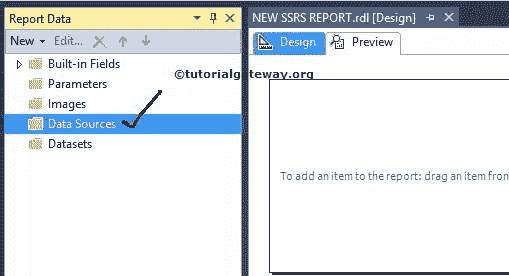 Report Data
New Edit...
Built-in Fields
Parameters
Images
Data Sources
Datasets
NEW SSRS REPORT.rdl [Design]
Design Preview
©tutorialgateway.org
To add an item to the report: drag an item from